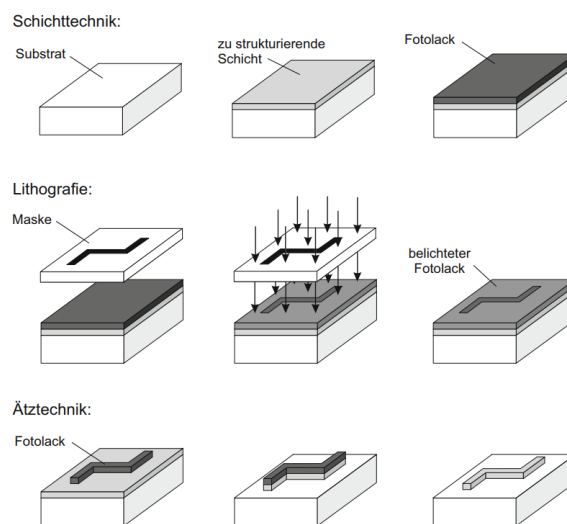 Schichttechnik:
Substrat
zu strukturierende
Schicht
Fotolack
Lithografie:
Maske
belichteter
Fotolack
Ätztechnik:
Fotolack